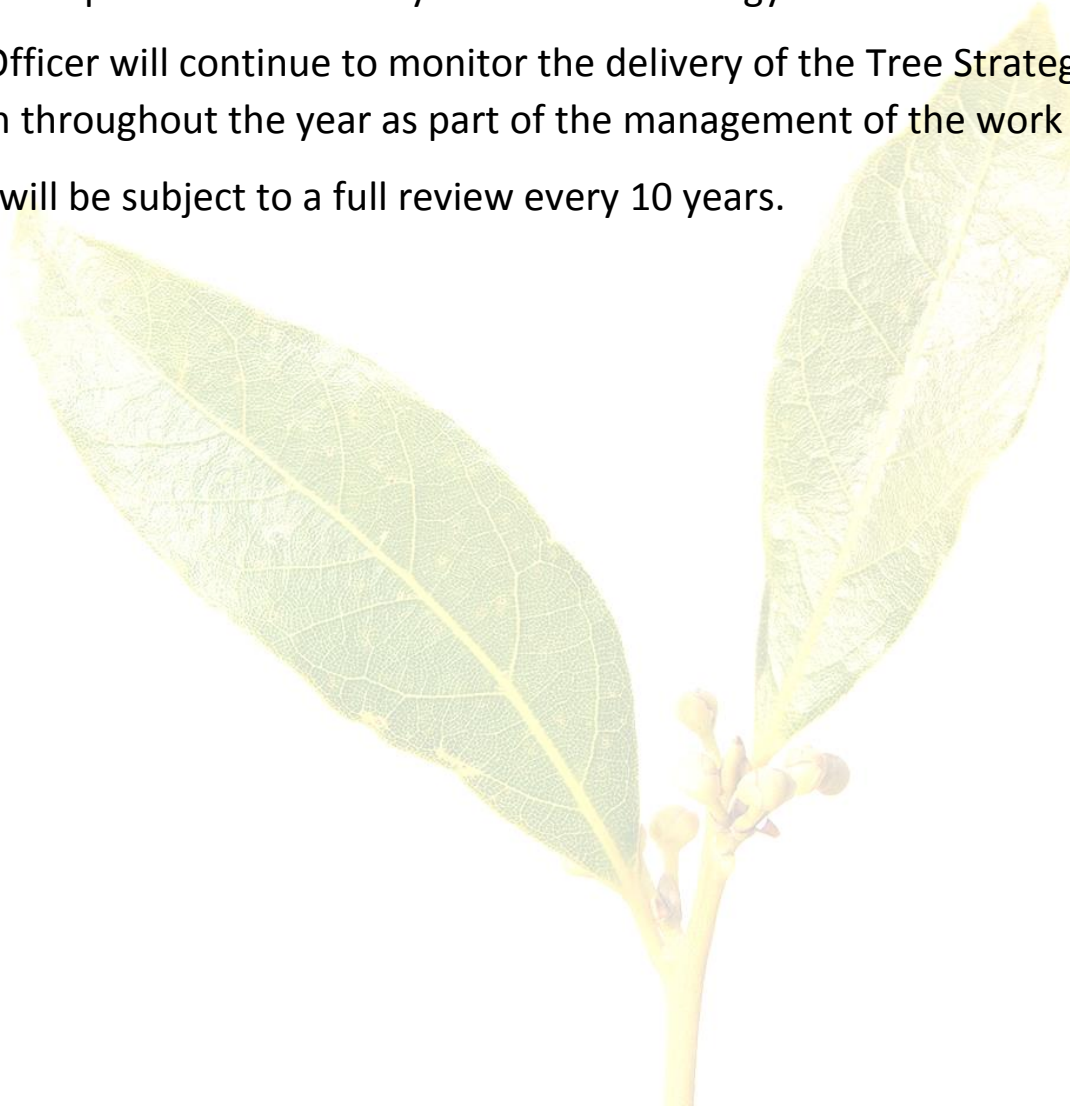 Officer will continue to monitor the delivery of the Tree
throughout the year as part of the management of the work
will be subject to a full review every 10 years.